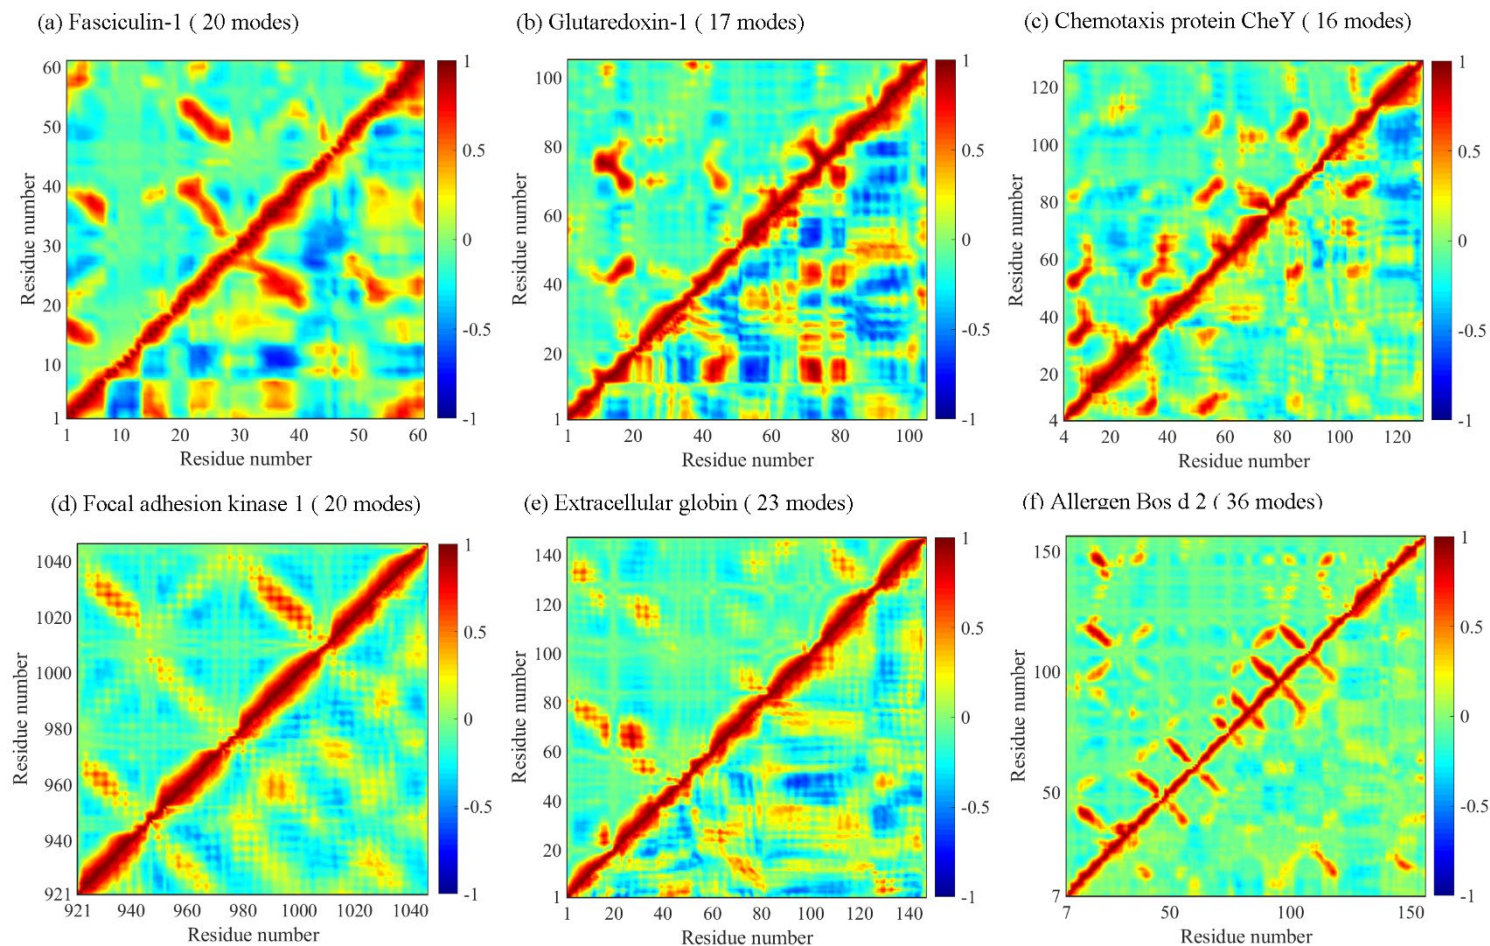 (a) Fasciculin-1 ( 20 modes)
60
50
40
30
20
10
1
Residue number
1 10 20 30 40 50 60
Residue number
1
0.5
0
-0.5
-1
(b) Glutaredoxin-1 ( 17 modes)
100
80
60
40
20
1
Residue number
1 20 40 60 80 100
Residue number
1
0.5
0
-0.5
-1
(c) Chemotaxis protein CheY ( 16 modes)
120
100
80
60
40
20
4
Residue number
4 20 40 60 80 100 120
Residue number
1
0.5
0
-0.5
-1
(d) Focal adhesion kinase 1 ( 20 modes)
1040
1020
1000
980
960
940
921
Residue number
921 940 960 980 1000 1020 1040
Residue number
1
0.5
0
-0.5
-1
(e) Extracellular globin ( 23 modes)
140
120
100
80
60
40
20
1
Residue number
1 20 40 60 80 100 120 140
Residue number
1
0.5
0
-0.5
-1
(f) Allergen Bos d 2 ( 36 modes)
150
100
50
7
Residue number
7 50 100 150
Residue number
1
0.5
0
-0.5
-1